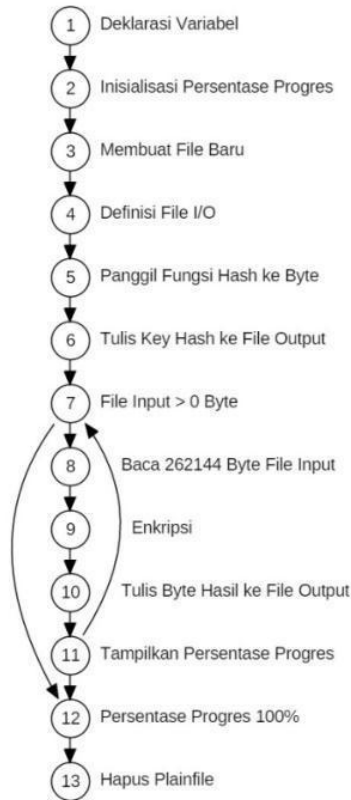 1 Deklarasi Variabel
2 Inisialisasi Persentase Progres
3 Membuat File Baru
4 Definisi File I/O
5 Panggil Fungsi Hash ke Byte
6 Tulis Key Hash ke File Output
7 File Input > 0 Byte
8 Baca 262144 Byte File Input
9 Enkripsi
10 Tulis Byte Hasil ke File Output
11 Tampilkan Persentase Progres
12 Persentase Progres 100%
13 Hapus Plainfile